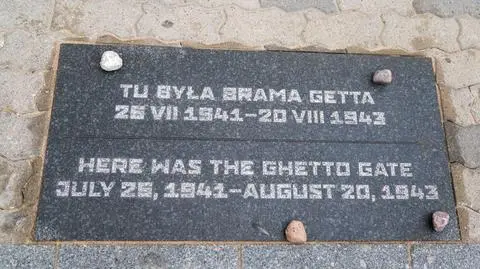 TU BYŁA BRAMA GETTA
26 VII 1941–20 VIII 1943
HERE WAS THE GHETTO GATE
JULY 26, 1941–AUGUST 20, 1943